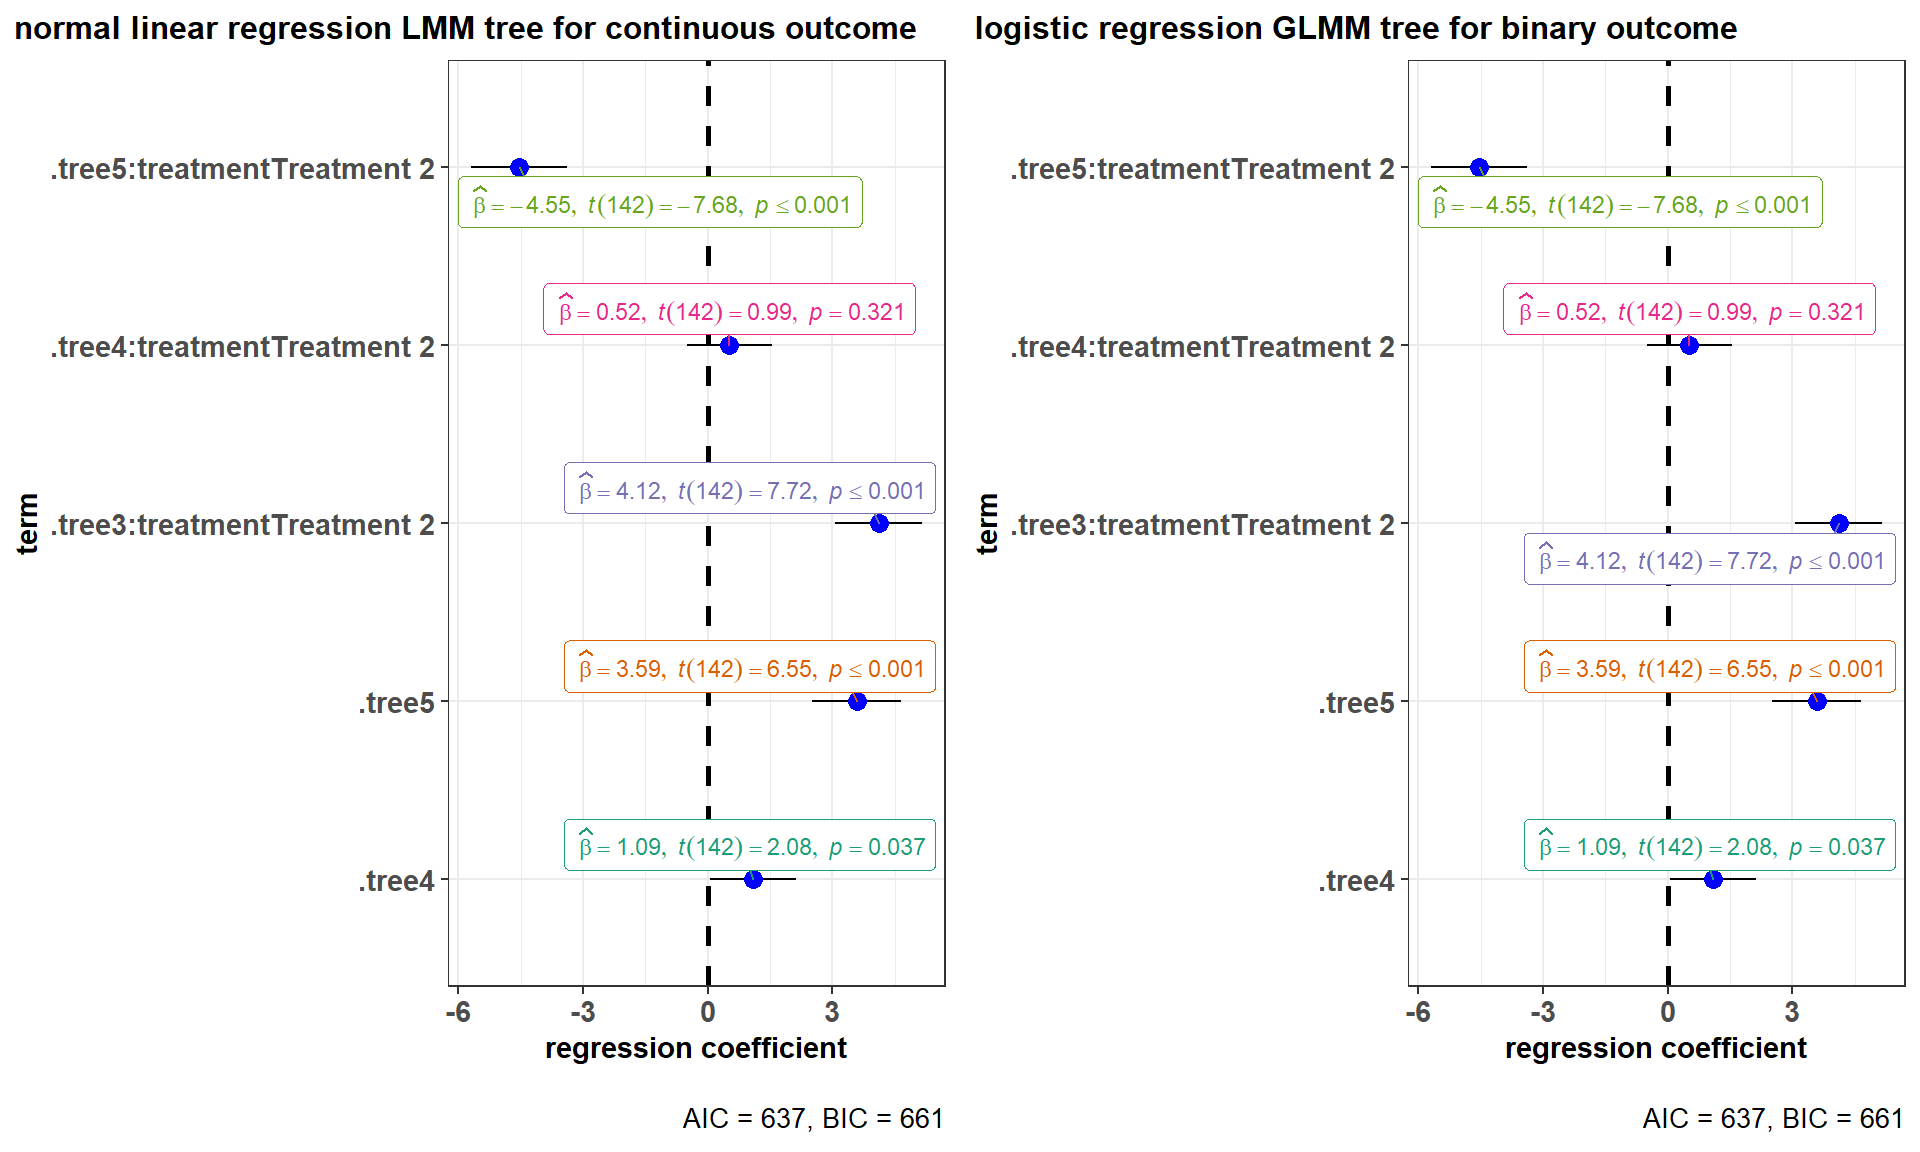 normal linear regression LMM tree for continuous outcome
.tree5:treatmentTreatment 2
β̂ = −4.55, t(142) = −7.68, p ≤ 0.001
β̂ = 0.52, t(142) = 0.99, p = 0.321
.tree4:treatmentTreatment 2
β̂ = 4.12, t(142) = 7.72, p ≤ 0.001
.tree3:treatmentTreatment 2
term
β̂ = 3.59, t(142) = 6.55, p ≤ 0.001
.tree5
β̂ = 1.09, t(142) = 2.08, p = 0.037
.tree4
-6 -3 0 3
regression coefficient
AIC = 637, BIC = 661
logistic regression GLMM tree for binary outcome
.tree5:treatmentTreatment 2
β̂ = −4.55, t(142) = −7.68, p ≤ 0.001
β̂ = 0.52, t(142) = 0.99, p = 0.321
.tree4:treatmentTreatment 2
.tree3:treatmentTreatment 2
term
β̂ = 4.12, t(142) = 7.72, p ≤ 0.001
β̂ = 3.59, t(142) = 6.55, p ≤ 0.001
.tree5
β̂ = 1.09, t(142) = 2.08, p = 0.037
.tree4
-6 -3 0 3
regression coefficient
AIC = 637, BIC = 661